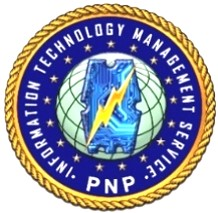 INFORMATION TECHNOLOGY MANAGEMENT SERVICE
PNP